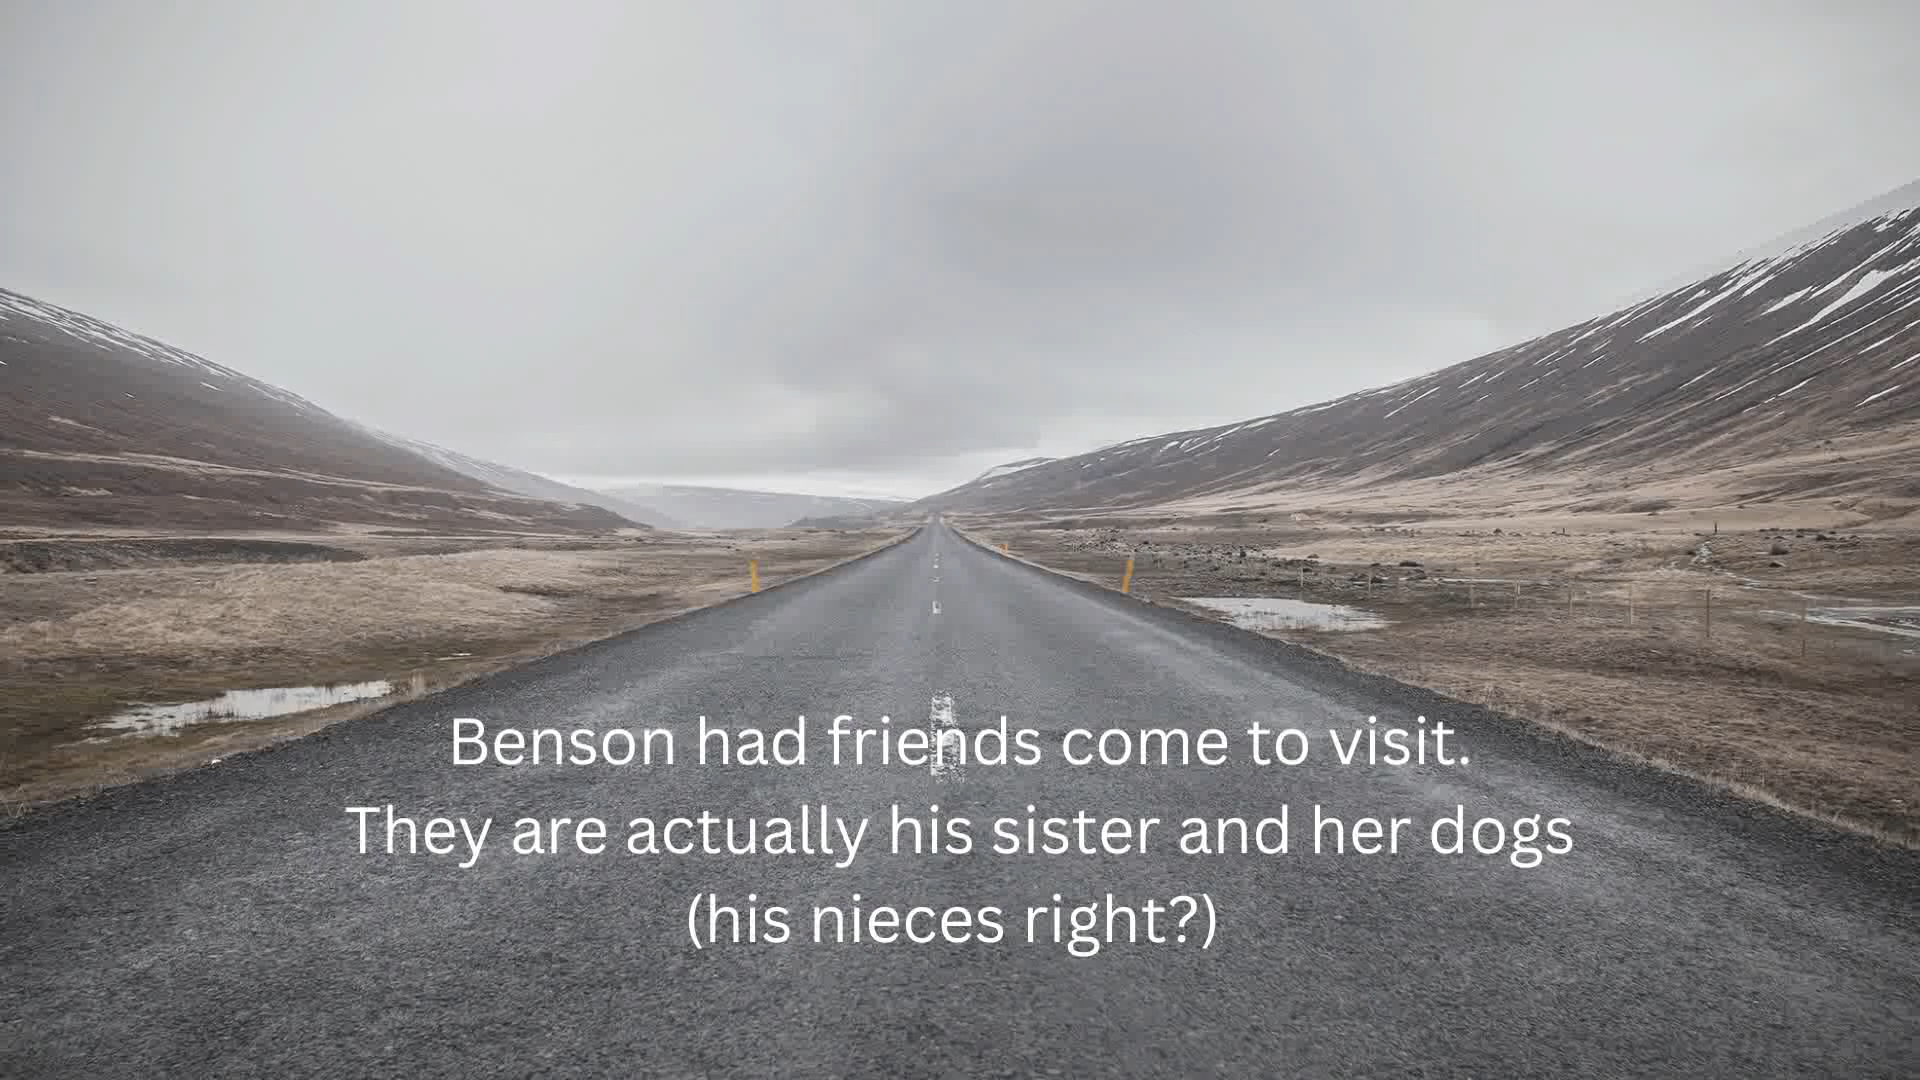 Benson had friends come to visit.
They are actually his sister and her dogs
(his nieces right?)